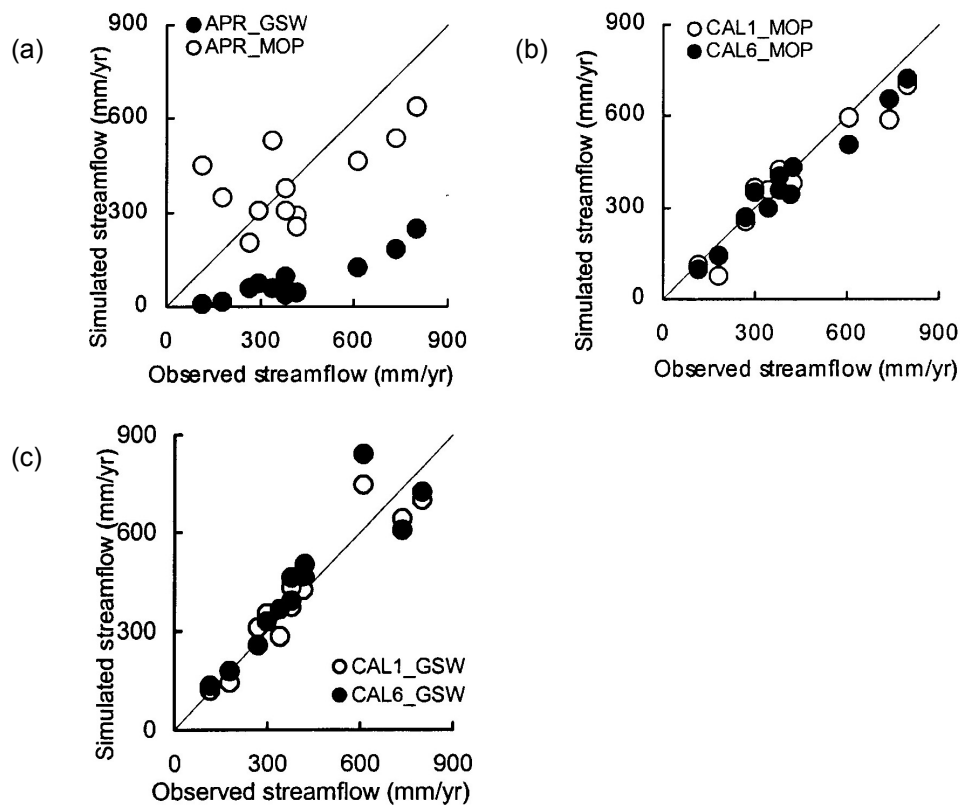 (a)
● APR_GSW
○ APR_MOP
Simulated streamflow (mm/yr)
900
600
300
0
0 300 600 900
Observed streamflow (mm/yr)
(b)
○ CAL1_MOP
● CAL6_MOP
Simulated streamflow (mm/yr)
900
600
300
0
0 300 600 900
Observed streamflow (mm/yr)
(c)
Simulated streamflow (mm/yr)
900
600
300
0
○ CAL1_GSW
● CAL6_GSW
0 300 600 900
Observed streamflow (mm/yr)